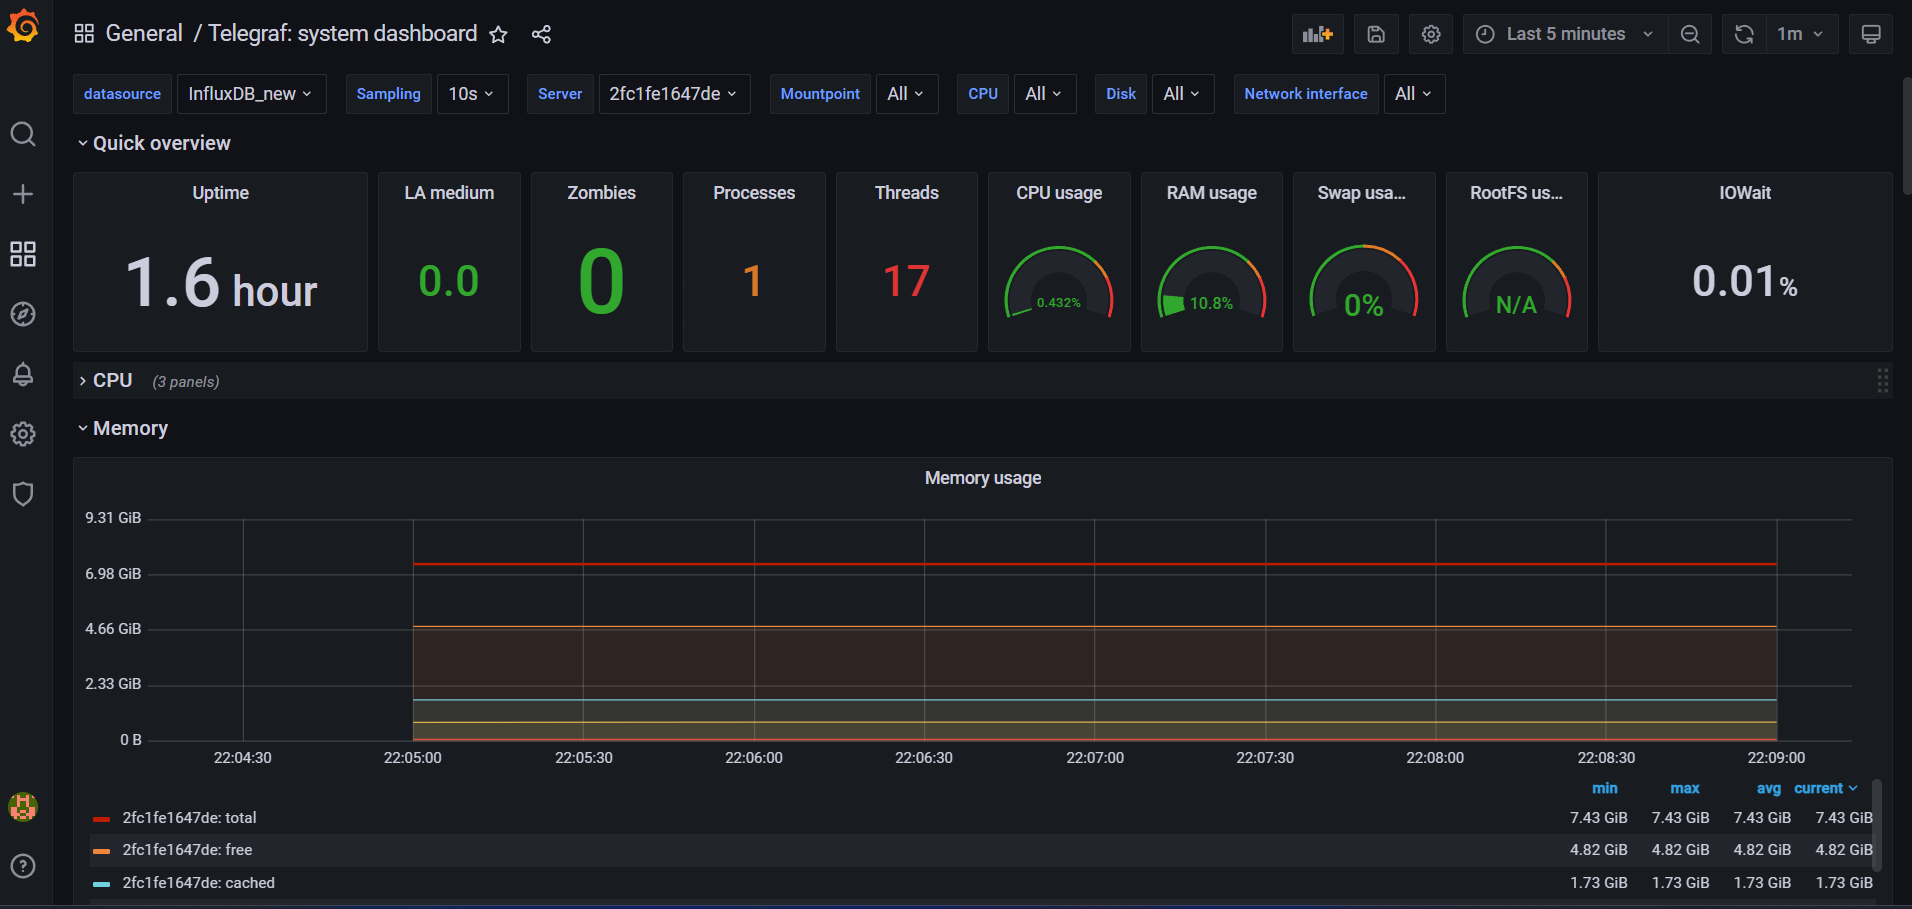 General / Telegraf: system dashboard
Last 5 minutes
1m
datasource InfluxDB_new Sampling 10s Server 2fc1fe1647de Mountpoint All CPU All Disk All Network interface All
Quick overview
Uptime
1.6 hour
LA medium
0.0
Zombies
0
Processes
1
Threads
17
CPU usage
0.432%
RAM usage
10.8%
Swap usa...
0%
RootFS us...
N/A
IOWait
0.01%
CPU (3 panels)
Memory
Memory usage
9.31 GiB
6.98 GiB
4.66 GiB
2.33 GiB
0 B
22:04:30 22:05:00 22:05:30 22:06:00 22:06:30 22:07:00 22:07:30 22:08:00 22:08:30 22:09:00
min max avg current
2fc1fe1647de: total 7.43 GiB 7.43 GiB 7.43 GiB 7.43 GiB
2fc1fe1647de: free 4.82 GiB 4.82 GiB 4.82 GiB 4.82 GiB
2fc1fe1647de: cached 1.73 GiB 1.73 GiB 1.73 GiB 1.73 GiB